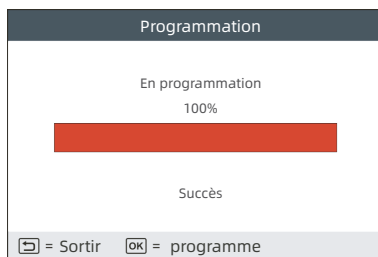 Programmation
En programmation
100%
Succès
= Sortir OK = programme